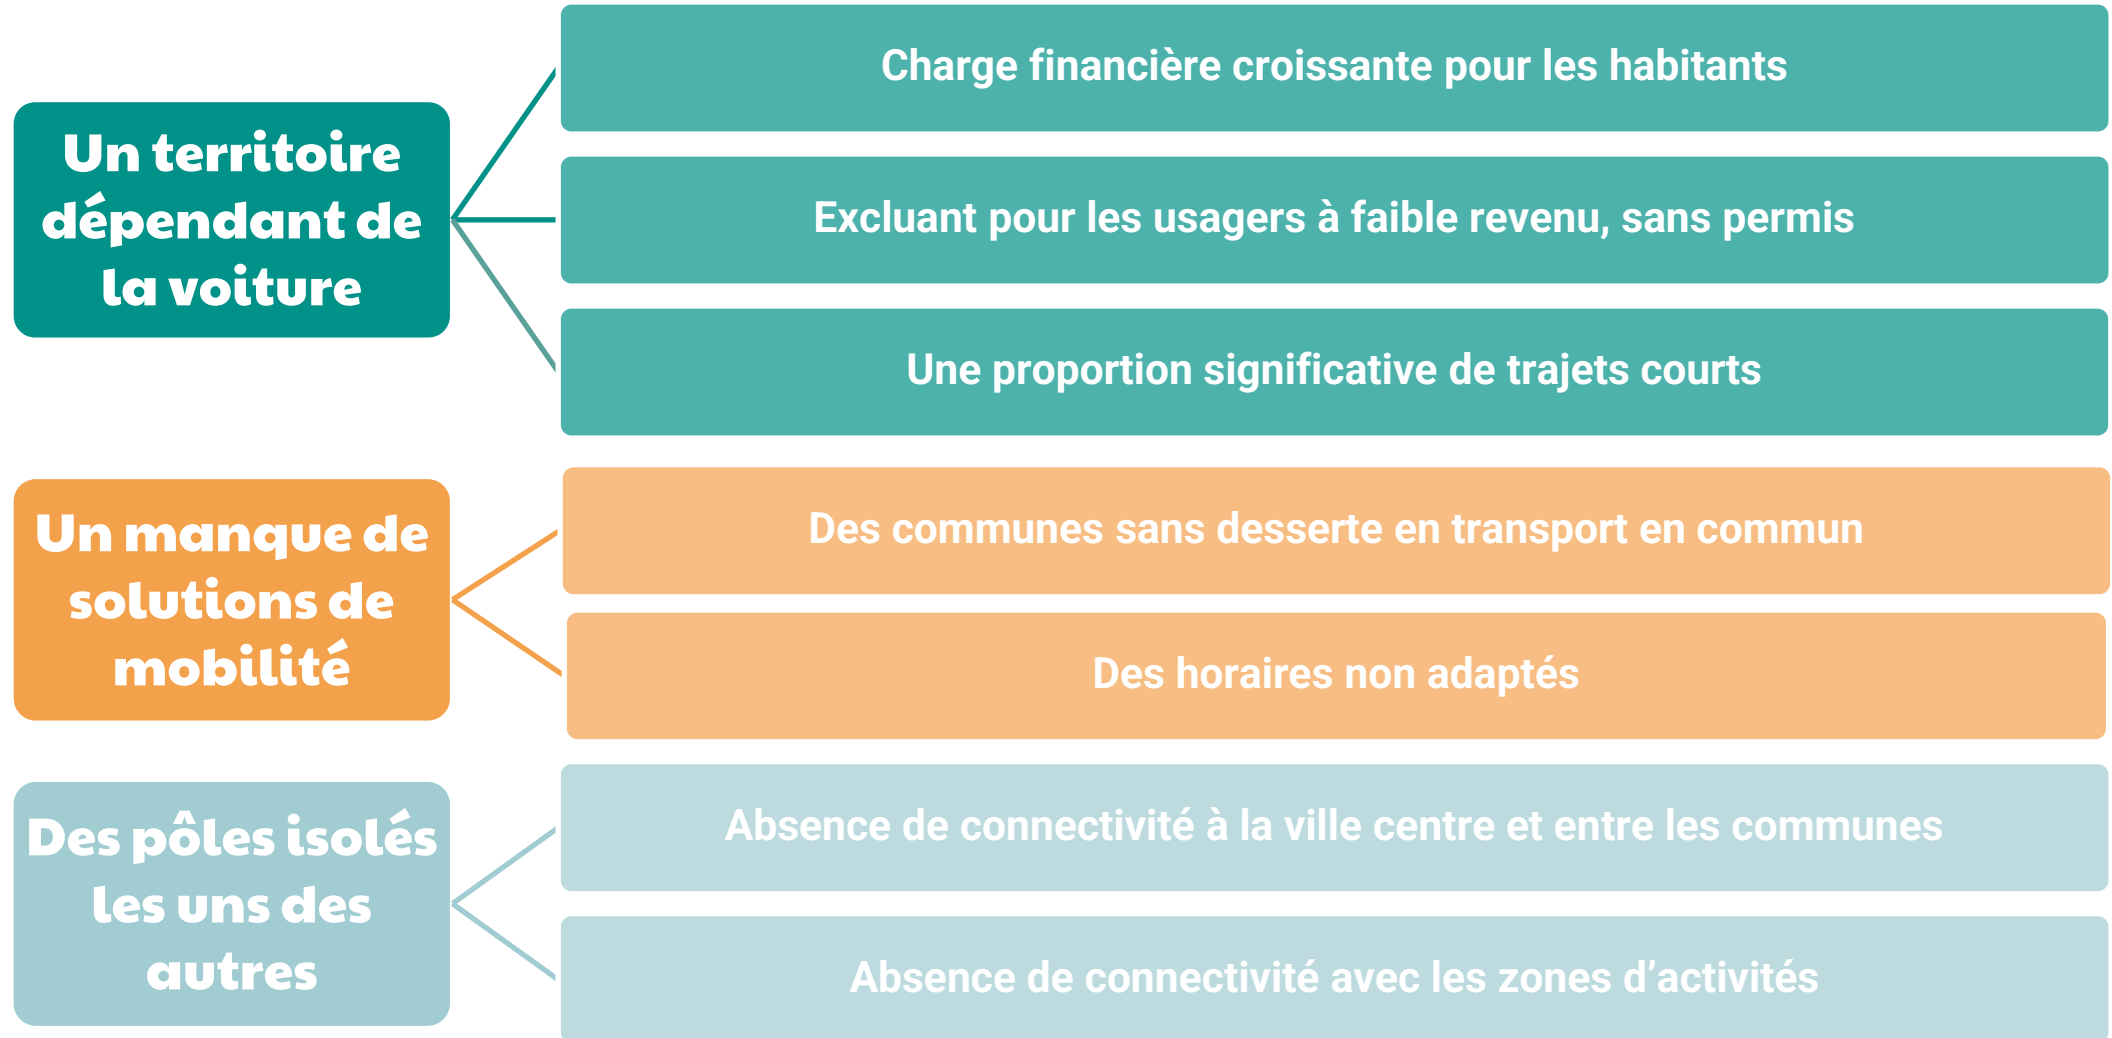 Un territoire
dépendant de
la voiture
Charge financière croissante pour les habitants
Excluant pour les usagers à faible revenu, sans permis
Une proportion significative de trajets courts
Un manque de
solutions de
mobilité
Des communes sans desserte en transport en commun
Des horaires non adaptés
Des pôles isolés
les uns des
autres
Absence de connectivité à la ville centre et entre les communes
Absence de connectivité avec les zones d’activités